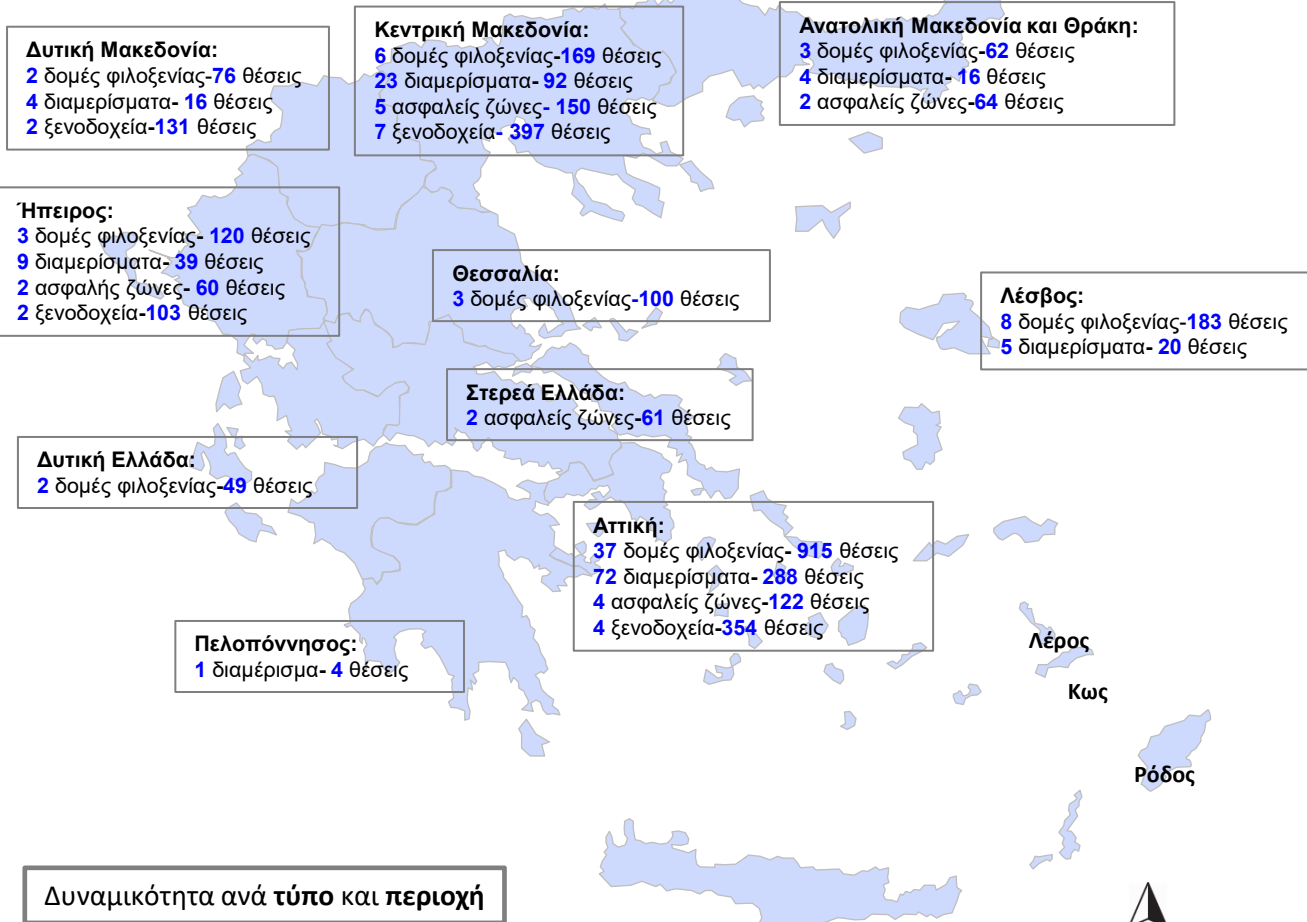 Δυτική Μακεδονία:
2 δομές φιλοξενίας-76 θέσεις
4 διαμερίσματα- 16 θέσεις
2 ξενοδοχεία-131 θέσεις
Κεντρική Μακεδονία:
6 δομές φιλοξενίας-169 θέσεις
23 διαμερίσματα- 92 θέσεις
5 ασφαλείς ζώνες- 150 θέσεις
7 ξενοδοχεία- 397 θέσεις
Ανατολική Μακεδονία και Θράκη:
3 δομές φιλοξενίας-62 θέσεις
4 διαμερίσματα- 16 θέσεις
2 ασφαλείς ζώνες-64 θέσεις
Ήπειρος:
3 δομές φιλοξενίας- 120 θέσεις
9 διαμερίσματα- 39 θέσεις
2 ασφαλής ζώνες- 60 θέσεις
2 ξενοδοχεία-103 θέσεις
Θεσσαλία:
3 δομές φιλοξενίας-100 θέσεις
Λέσβος:
8 δομές φιλοξενίας-183 θέσεις
5 διαμερίσματα- 20 θέσεις
Στερεά Ελλάδα:
2 ασφαλείς ζώνες-61 θέσεις
Δυτική Ελλάδα:
2 δομές φιλοξενίας-49 θέσεις
Αττική:
37 δομές φιλοξενίας- 915 θέσεις
72 διαμερίσματα- 288 θέσεις
4 ασφαλείς ζώνες-122 θέσεις
4 ξενοδοχεία-354 θέσεις
Πελοπόννησος:
1 διαμέρισμα- 4 θέσεις
Λέρος
Κως
Ρόδος
Δυναμικότητα ανά τύπο και περιοχή